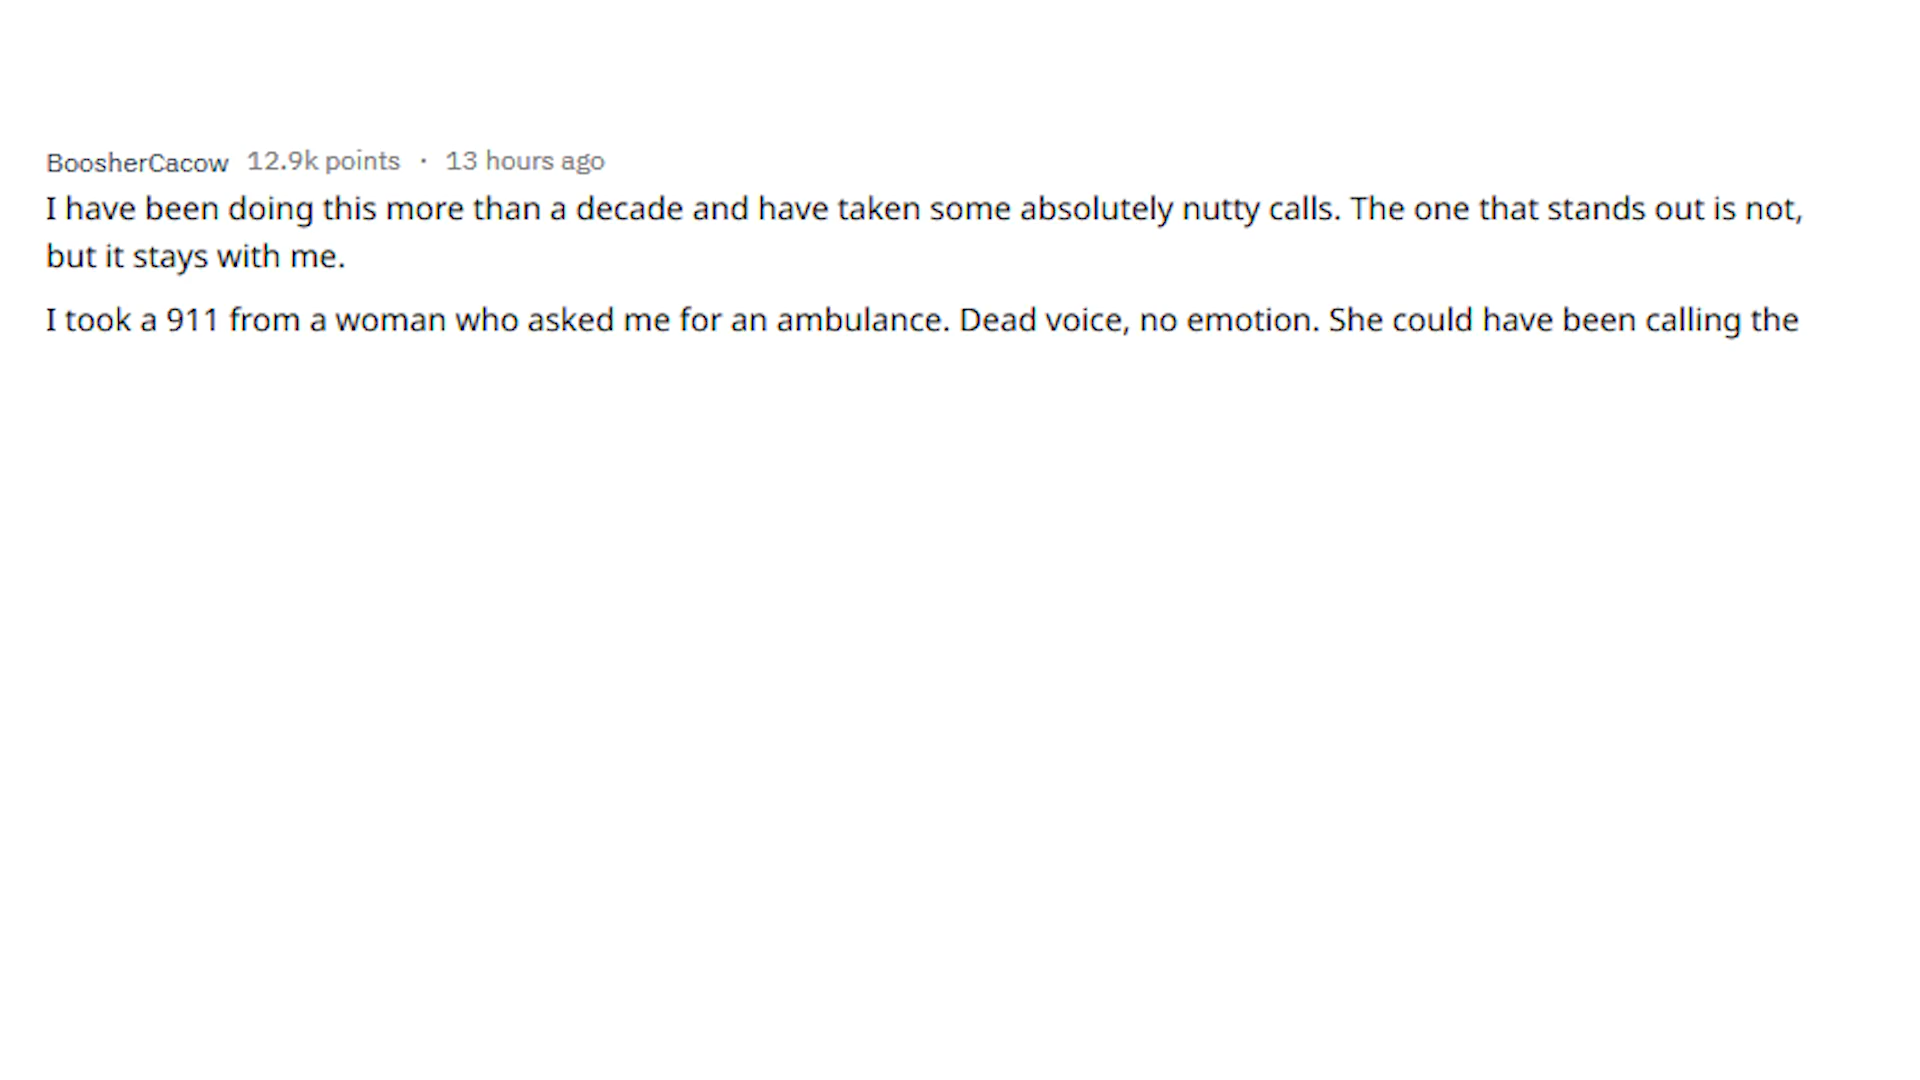 BoosherCacow 12.9k points · 13 hours ago
I have been doing this more than a decade and have taken some absolutely nutty calls. The one that stands out is not,
but it stays with me.
I took a 911 from a woman who asked me for an ambulance. Dead voice, no emotion. She could have been calling the